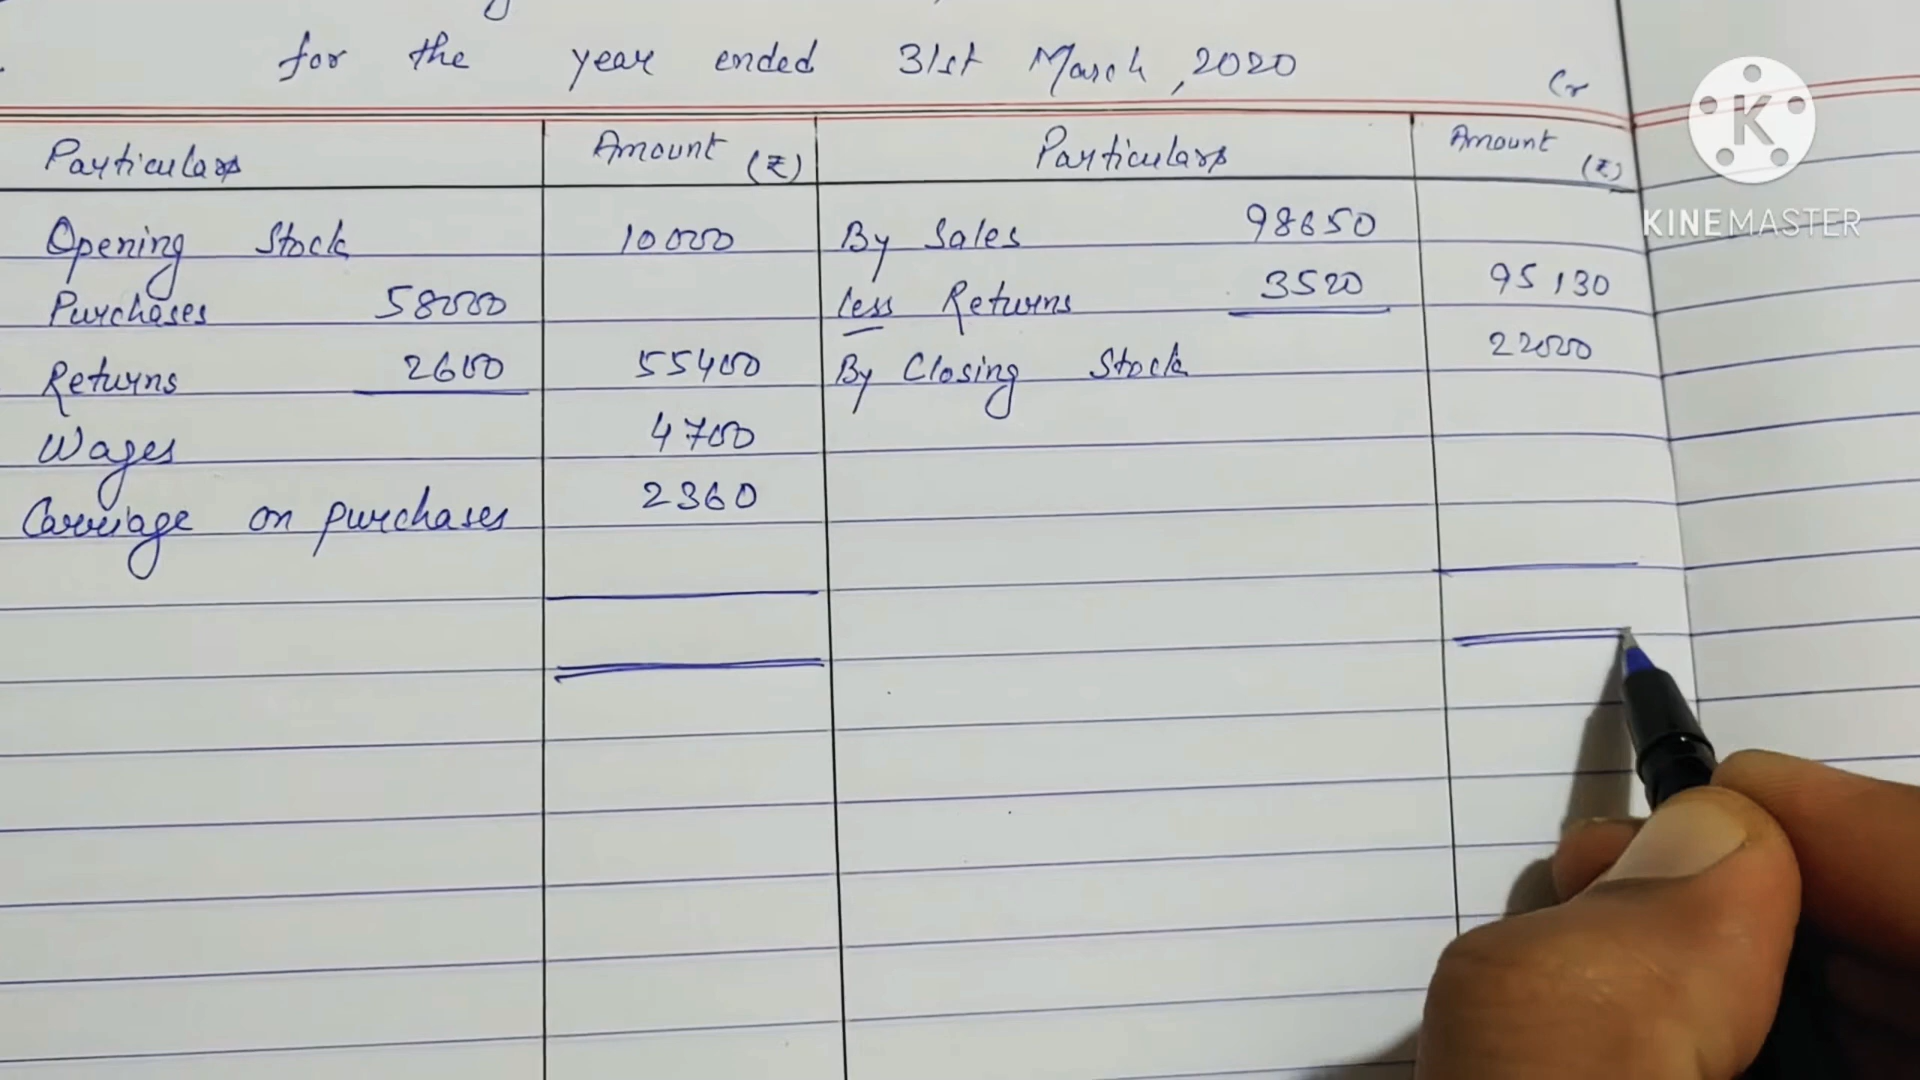 for the year ended 31st March, 2020
Cr
Particulars Amount (₹) Particulars Amount (₹)
Opening Stock 10000 By Sales 98650
Purchases 58000 less Returns 3520 95130
Returns 2600 55400 By Closing Stock 22000
Wages 4700
Carriage on purchases 2360
K
KINEMASTER